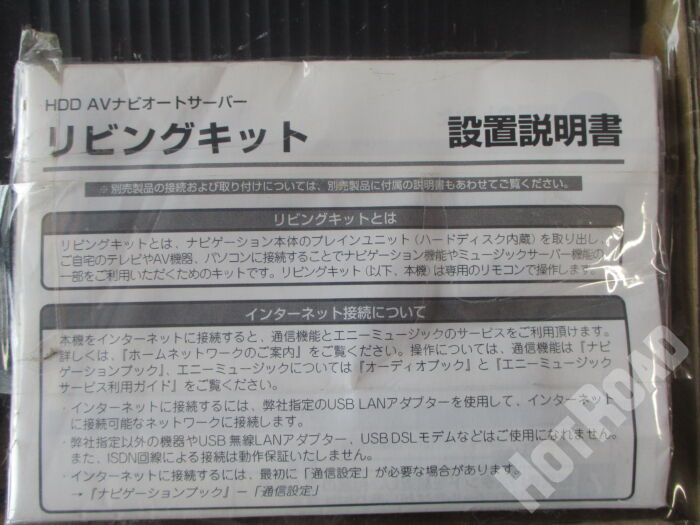 HDD AVナビオートサーバー
リビングキット
設置説明書
※別売製品の接続および取り付けについては、別売製品に付属の説明書もあわせてご覧ください。
リビングキットとは
リビングキットとは、ナビゲーション本体のブレインユニット(ハードディスク内蔵)を取り出し、
ご自宅のテレビやAV機器、パソコンに接続することでナビゲーション機能やミュージックサーバー機能の
一部をご利用いただくためのキットです。リビングキット(以下、本機)は専用のリモコンで操作します。
インターネット接続について
本機をインターネットに接続すると、通信機能とエニーミュージックのサービスをご利用頂けます。
詳しくは、『ホームネットワークのご案内』をご覧ください。操作については、通信機能は『ナビ
ゲーションブック』、エニーミュージックについては『オーディオブック』と『エニーミュージック
サービス利用ガイド』をご覧ください。
・インターネットに接続するには、弊社指定のUSB LANアダプターを使用して、インターネット
に接続可能なネットワークに接続します。
・弊社指定以外の機器やUSB 無線LANアダプター、USB DSLモデムなどはご使用になれません。
また、ISDN回線による接続は動作保証いたしません。
・インターネットに接続するには、最初に「通信設定」が必要な場合があります。
→『ナビゲーションブック』－「通信設定」
HOTROAD